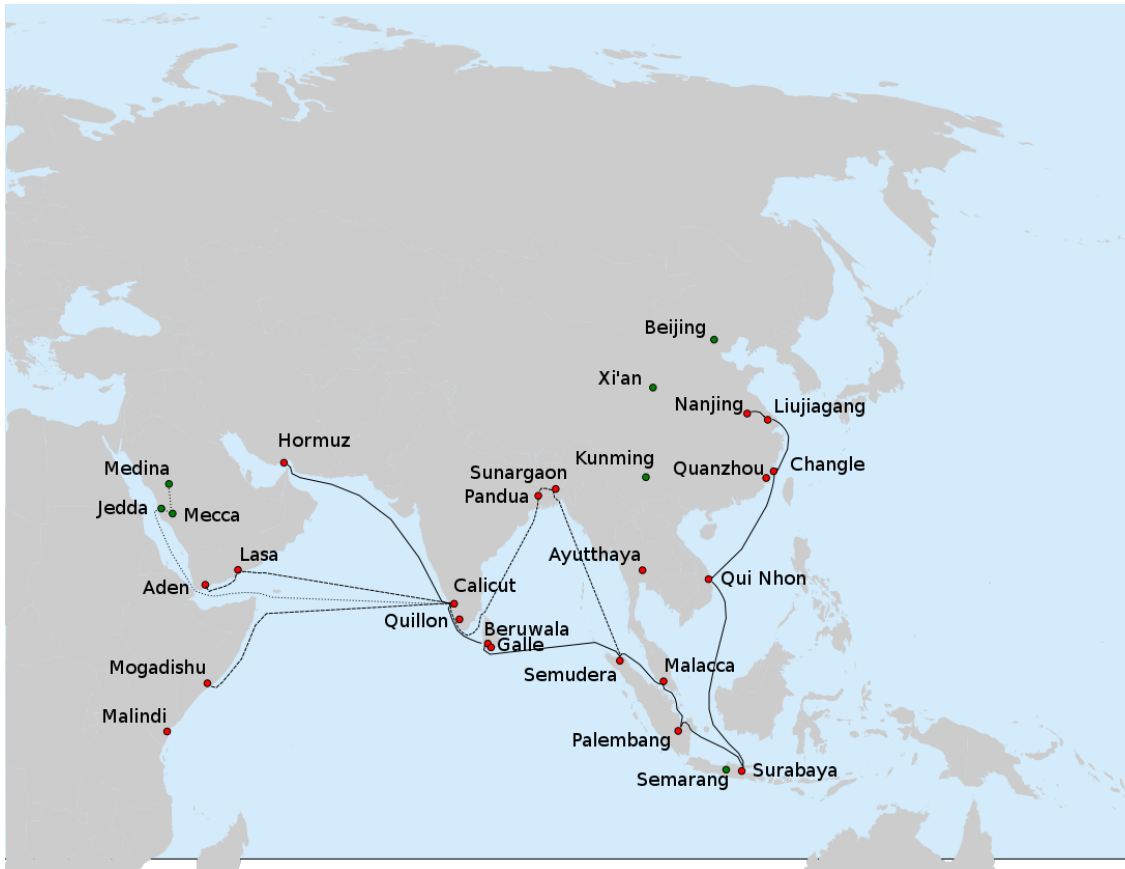 Beijing
Xi'an
Nanjing
Liujiagang
Hormuz
Medina
Sunargaon
Kunming
Quanzhou
Changle
Pandua
Jedda
Mecca
Lasa
Ayutthaya
Aden
Qui Nhon
Calicut
Quillon
Beruwala
Galle
Mogadishu
Semudera
Malacca
Malindi
Palembang
Semarang
Surabaya